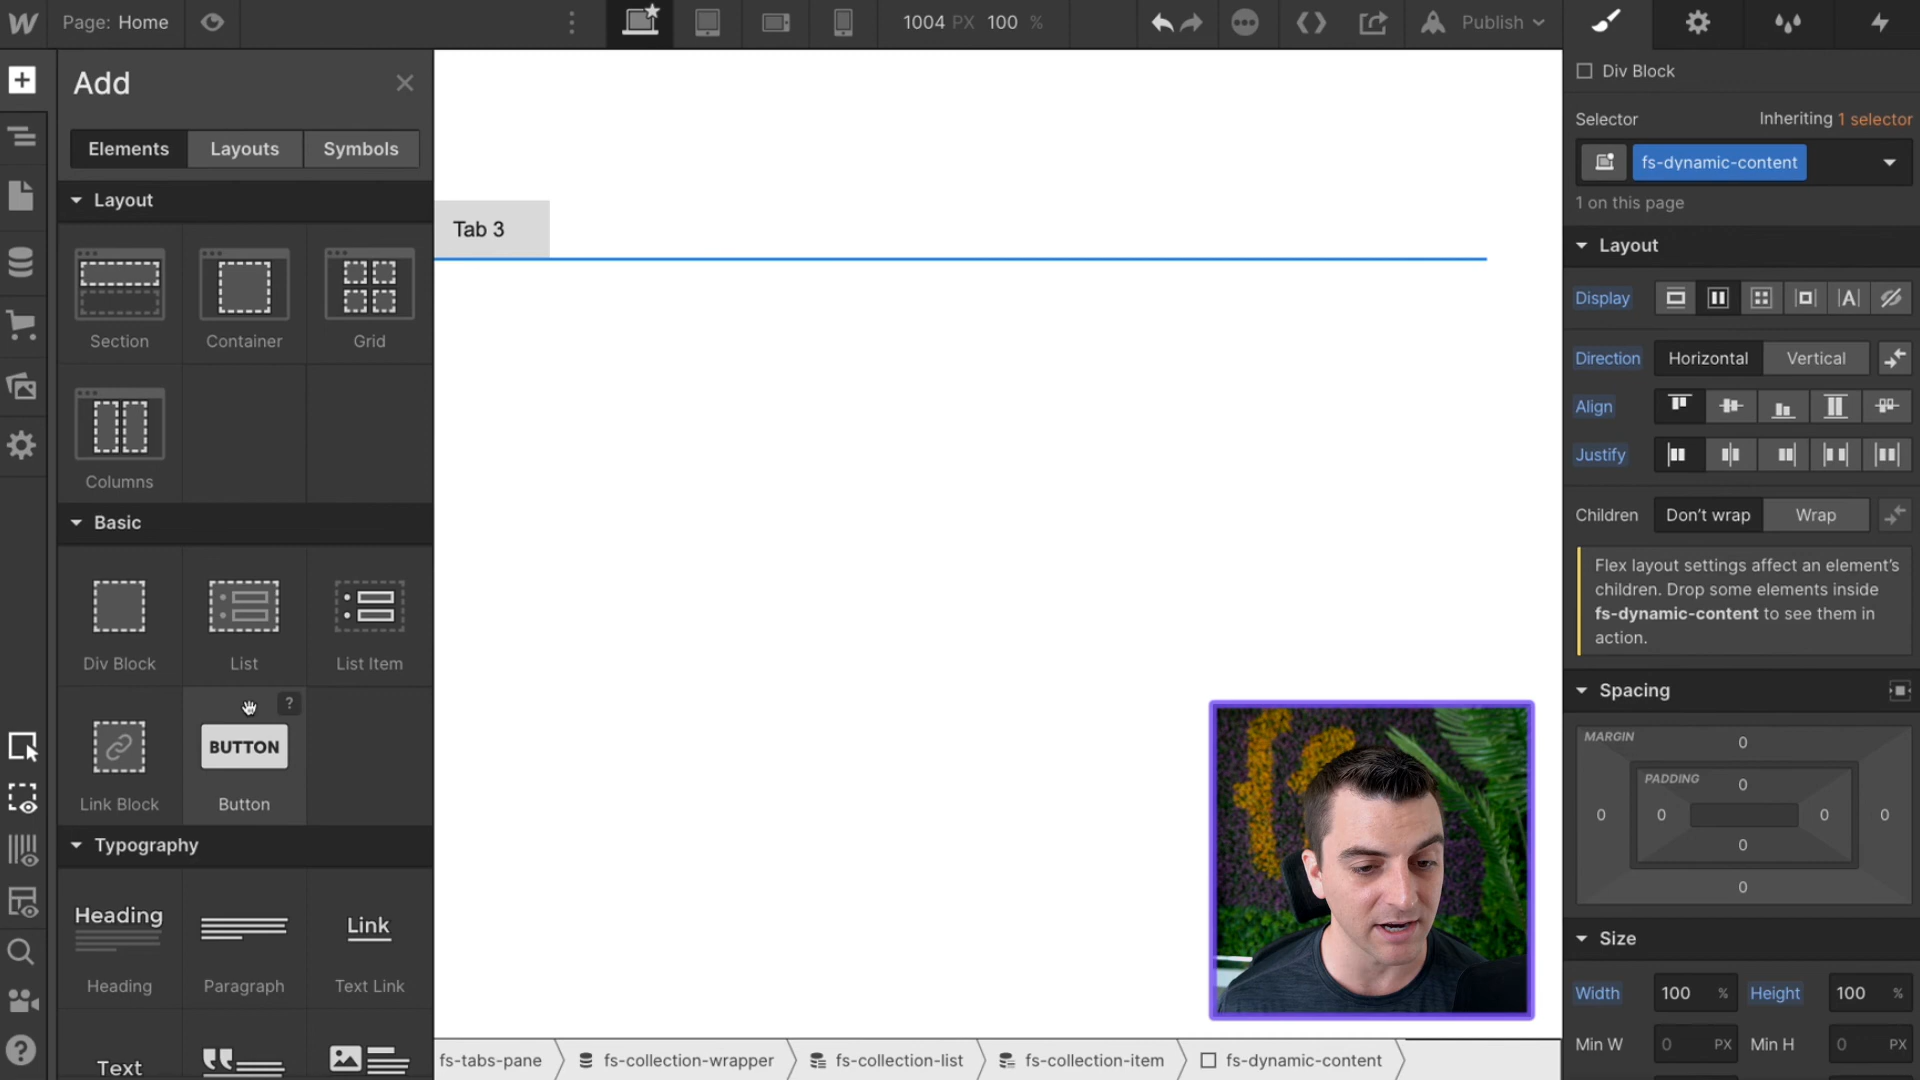 Page: Home
1004 PX 100 %
Publish
Add
Elements
Layouts
Symbols
Layout
Section
Container
Grid
Columns
Basic
Div Block
List
List Item
Link Block
?
BUTTON
Button
Typography
Heading
Heading
Paragraph
Link
Text Link
Text
Tab 3
fs-tabs-pane
fs-collection-wrapper
fs-collection-list
fs-collection-item
fs-dynamic-content
Div Block
Selector
Inheriting 1 selector
fs-dynamic-content
1 on this page
Layout
Display
Direction
Horizontal
Vertical
Align
Justify
Children
Don't wrap
Wrap
Flex layout settings affect an element's
children. Drop some elements inside
fs-dynamic-content to see them in
action.
Spacing
MARGIN
0
PADDING
0
0
0
0
0
0
0
Size
Width
100 %
Height
100 %
Min W
0 PX
Min H
0 PX